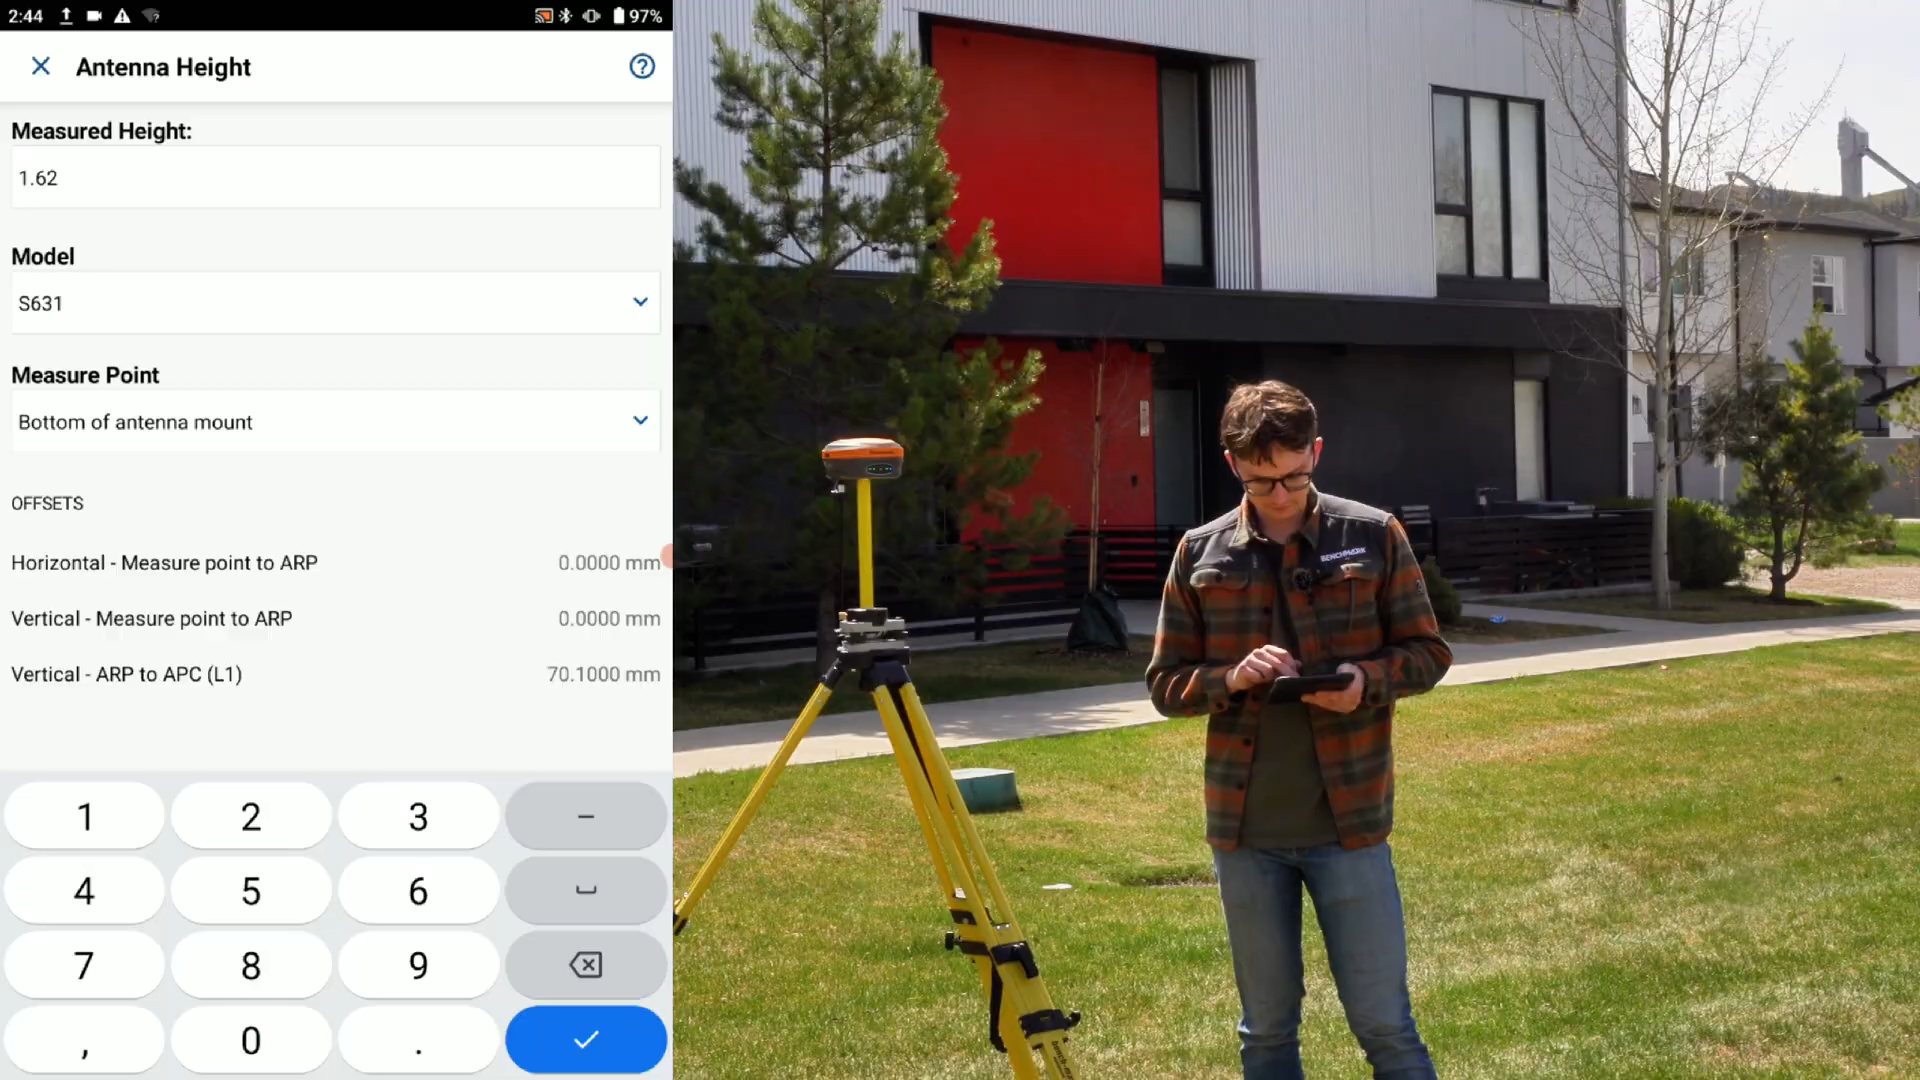 2:44
97%
Antenna Height
Measured Height:
1.62
Model
S631
Measure Point
Bottom of antenna mount
OFFSETS
Horizontal - Measure point to ARP 0.0000 mm
Vertical - Measure point to ARP 0.0000 mm
Vertical - ARP to APC (L1) 70.1000 mm
1 2 3 -
4 5 6
7 8 9
, 0 .
BENCHMARK